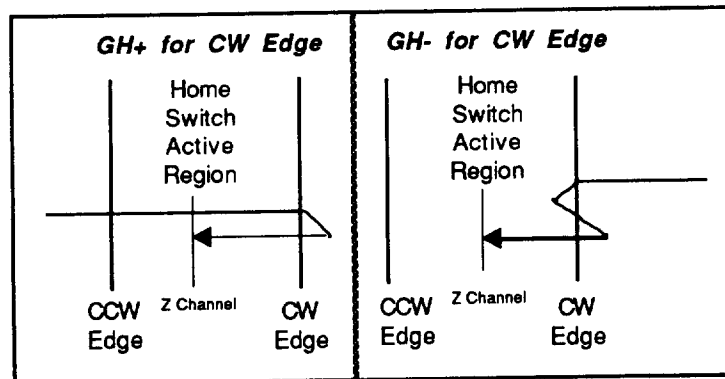 GH+ for CW Edge
Home
Switch
Active
Region
CCW
Edge
Z Channel
CW
Edge
GH- for CW Edge
Home
Switch
Active
Region
CCW
Edge
Z Channel
CW
Edge